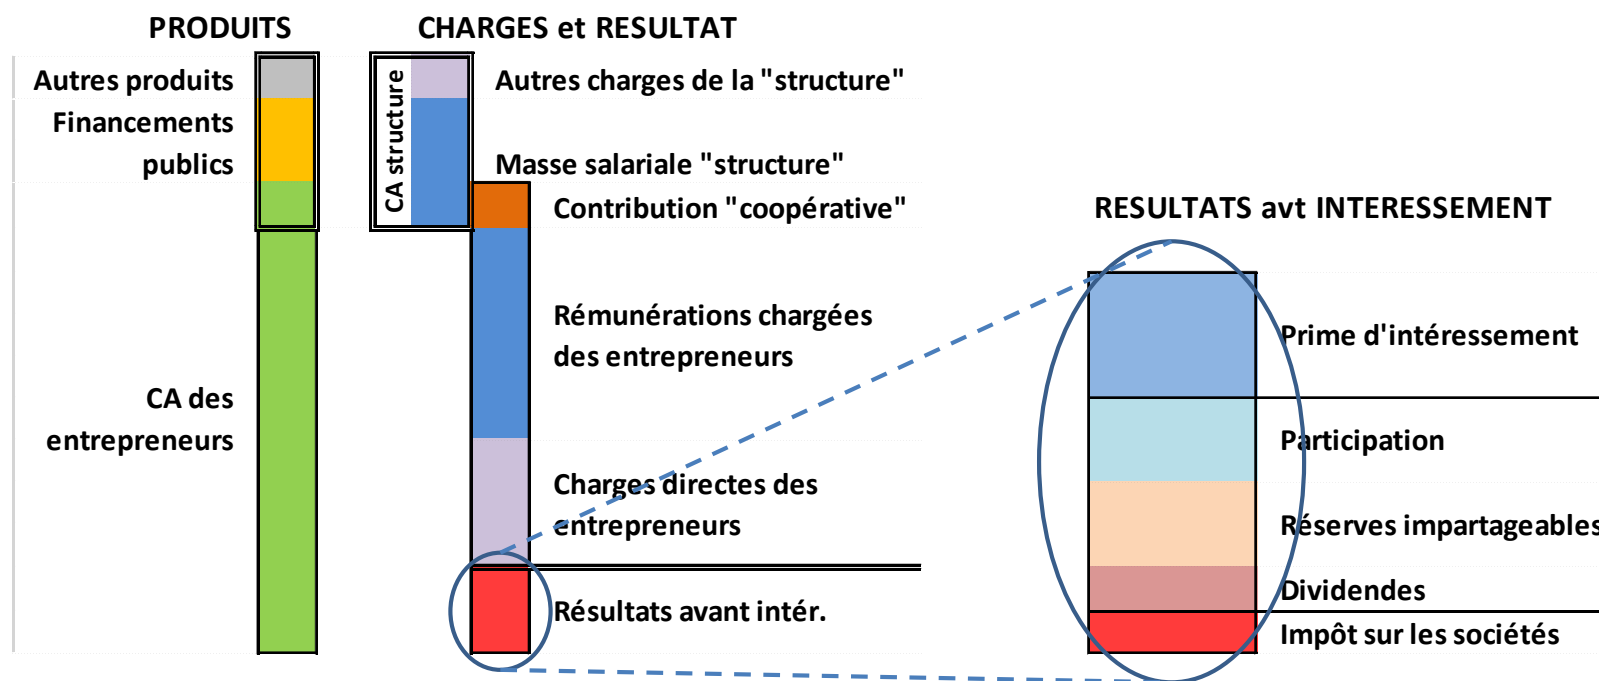 PRODUITS
CHARGES et RESULTAT
Autres produits
Financements
publics
CA des
entrepreneurs
CA structure
Autres charges de la "structure"
Masse salariale "structure"
Contribution "coopérative"
Rémunérations chargées
des entrepreneurs
Charges directes des
entrepreneurs
Résultats avant intér.
RESULTATS avt INTERESSEMENT
Prime d'intéressement
Participation
Réserves impartageables
Dividendes
Impôt sur les sociétés